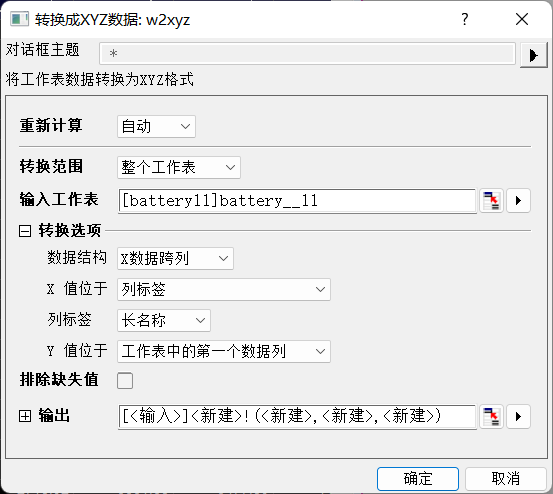 转换成XYZ数据: w2xyz
对话框主题 *
将工作表数据转换为XYZ格式
重新计算 自动
转换范围 整个工作表
输入工作表 [battery11]battery__11
转换选项
数据结构 X数据跨列
X 值位于 列标签
列标签 长名称
Y 值位于 工作表中的第一个数据列
排除缺失值
输出 [<输入>]<新建>!(<新建>,<新建>,<新建>)
确定 取消